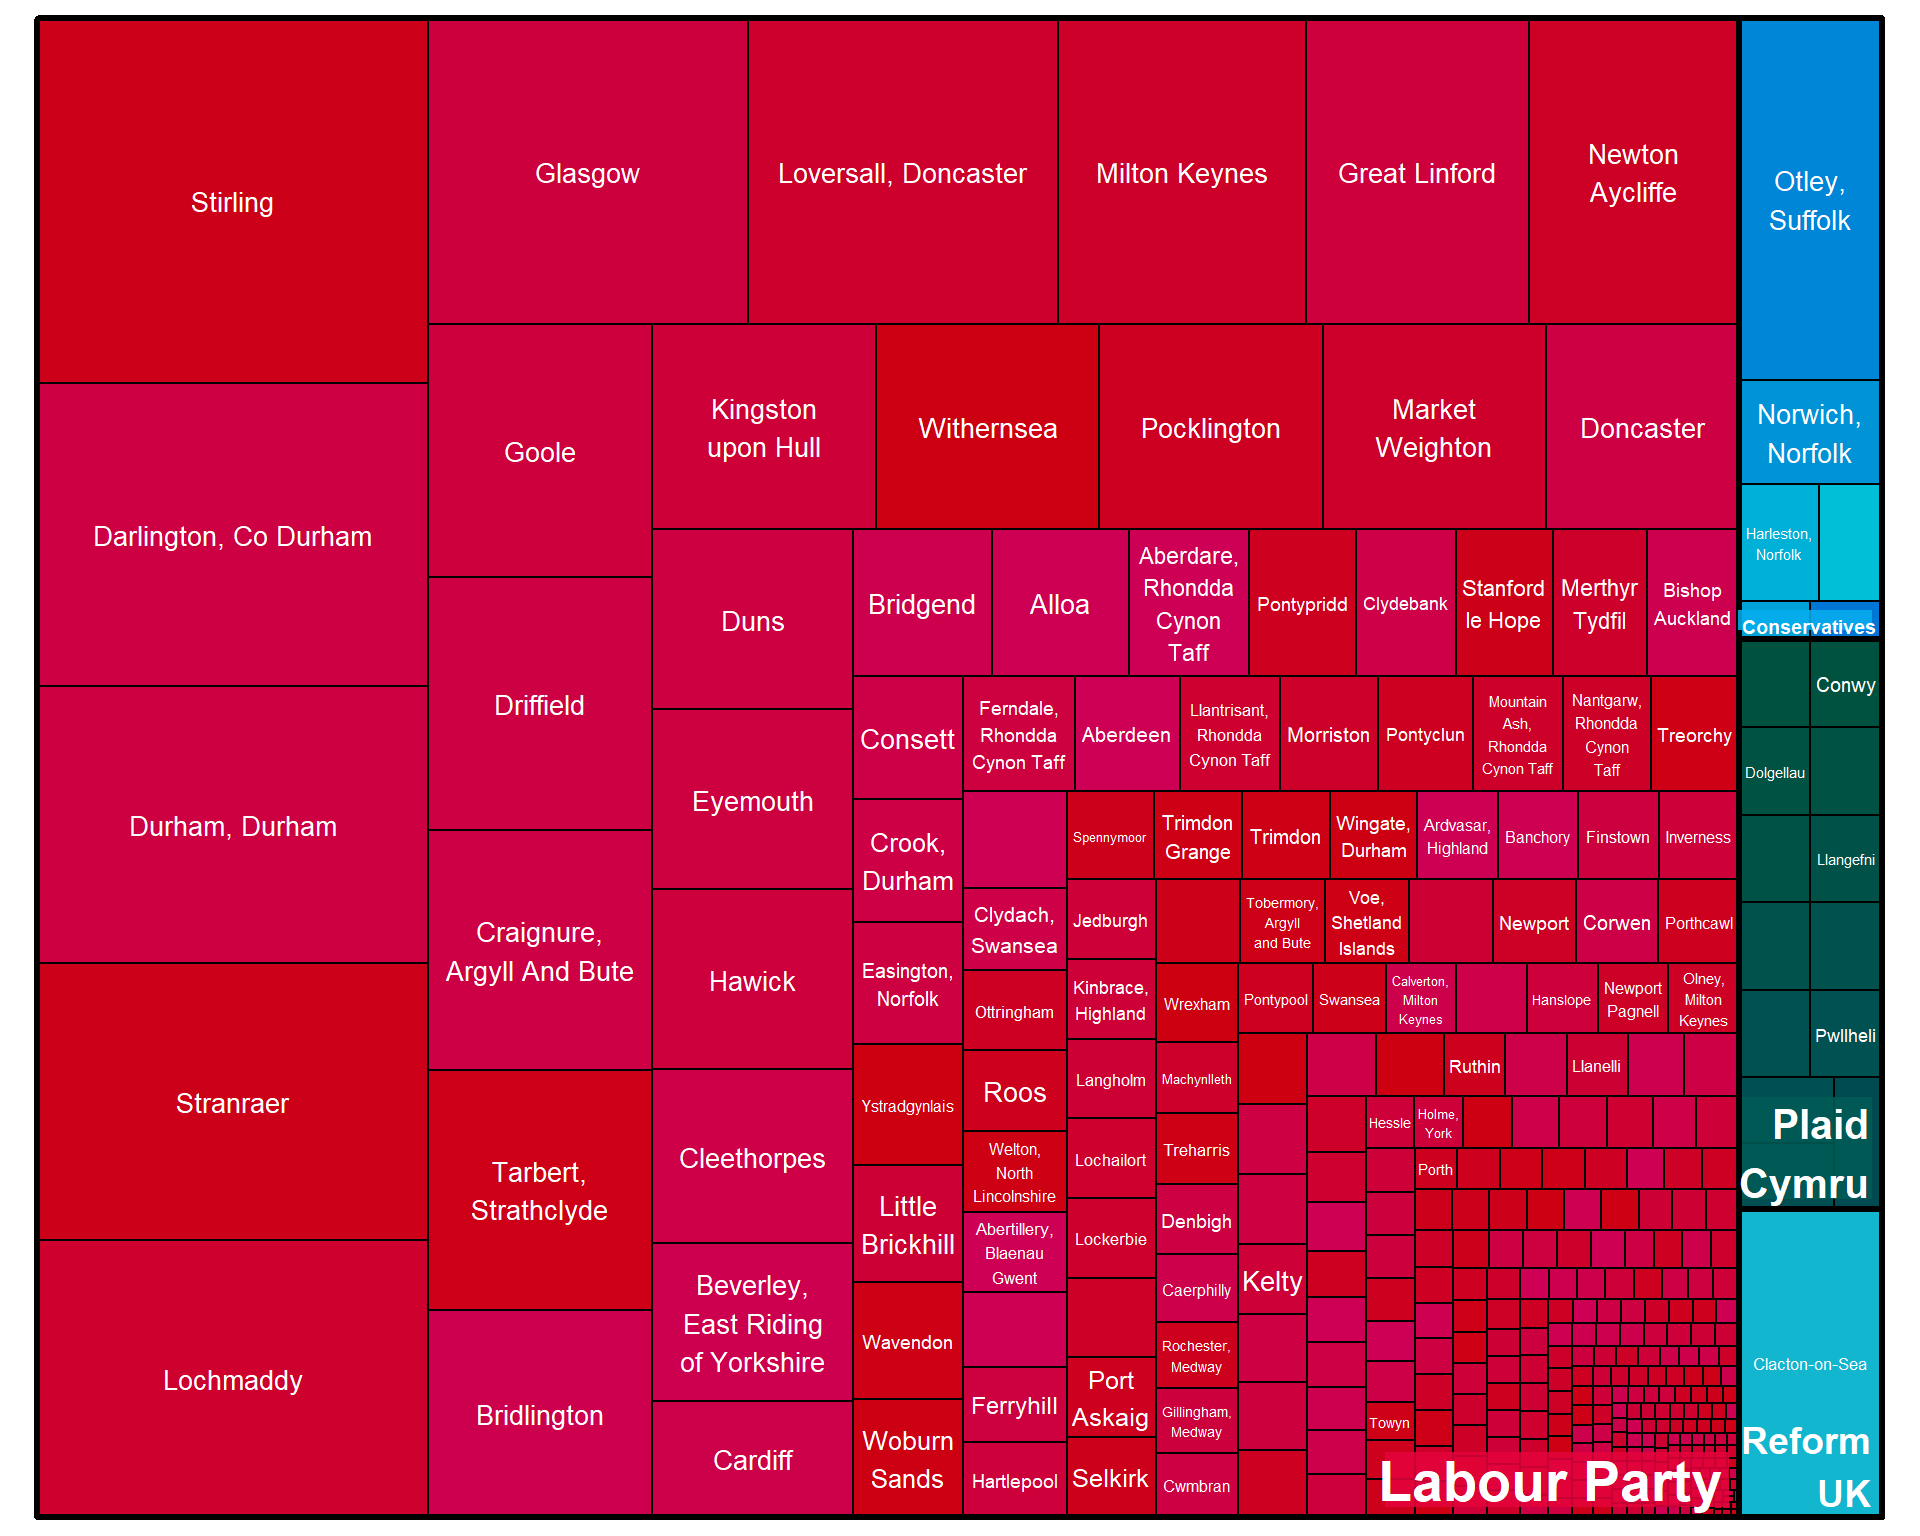 Stirling
Glasgow
Loversall, Doncaster
Milton Keynes
Great Linford
Newton
Aycliffe
Otley,
Suffolk
Darlington, Co Durham
Goole
Kingston
upon Hull
Withernsea
Pocklington
Market
Weighton
Doncaster
Norwich,
Norfolk
Harleston,
Norfolk
Conservatives
Durham, Durham
Driffield
Duns
Bridgend
Alloa
Aberdare,
Rhondda
Cynon
Taff
Pontypridd
Clydebank
Stanford
le Hope
Merthyr
Tydfil
Bishop
Auckland
Conwy
Eyemouth
Consett
Ferndale,
Rhondda
Cynon Taff
Aberdeen
Llantrisant,
Rhondda
Cynon Taff
Morriston
Pontyclun
Mountain
Ash,
Rhondda
Cynon Taff
Nantgarw,
Rhondda
Cynon
Taff
Treorchy
Dolgellau
Crook,
Durham
Spennymoor
Trimdon
Grange
Trimdon
Wingate,
Durham
Ardvasar,
Highland
Banchory
Finstown
Inverness
Llangefni
Craignure,
Argyll And Bute
Hawick
Easington,
Norfolk
Clydach,
Swansea
Jedburgh
Tobermory,
Argyll
and Bute
Voe,
Shetland
Islands
Newport
Corwen
Porthcawl
Ottringham
Kinbrace,
Highland
Wrexham
Pontypool
Swansea
Calverton,
Milton
Keynes
Hanslope
Newport
Pagnell
Olney,
Milton
Keynes
Pwllheli
Stranraer
Tarbert,
Strathclyde
Cleethorpes
Ystradgynlais
Roos
Langholm
Machynlleth
Ruthin
Llanelli
Hessle
Holme,
York
Plaid
Cymru
Little
Brickhill
Welton,
North
Lincolnshire
Lochailort
Treharris
Porth
Abertillery,
Blaenau
Gwent
Lockerbie
Denbigh
Lochmaddy
Bridlington
Beverley,
East Riding
of Yorkshire
Wavendon
Caerphilly
Kelty
Rochester,
Medway
Clacton-on-Sea
Cardiff
Woburn
Sands
Ferryhill
Port
Askaig
Gillingham,
Medway
Towyn
Hartlepool
Selkirk
Cwmbran
Labour Party
Reform
UK